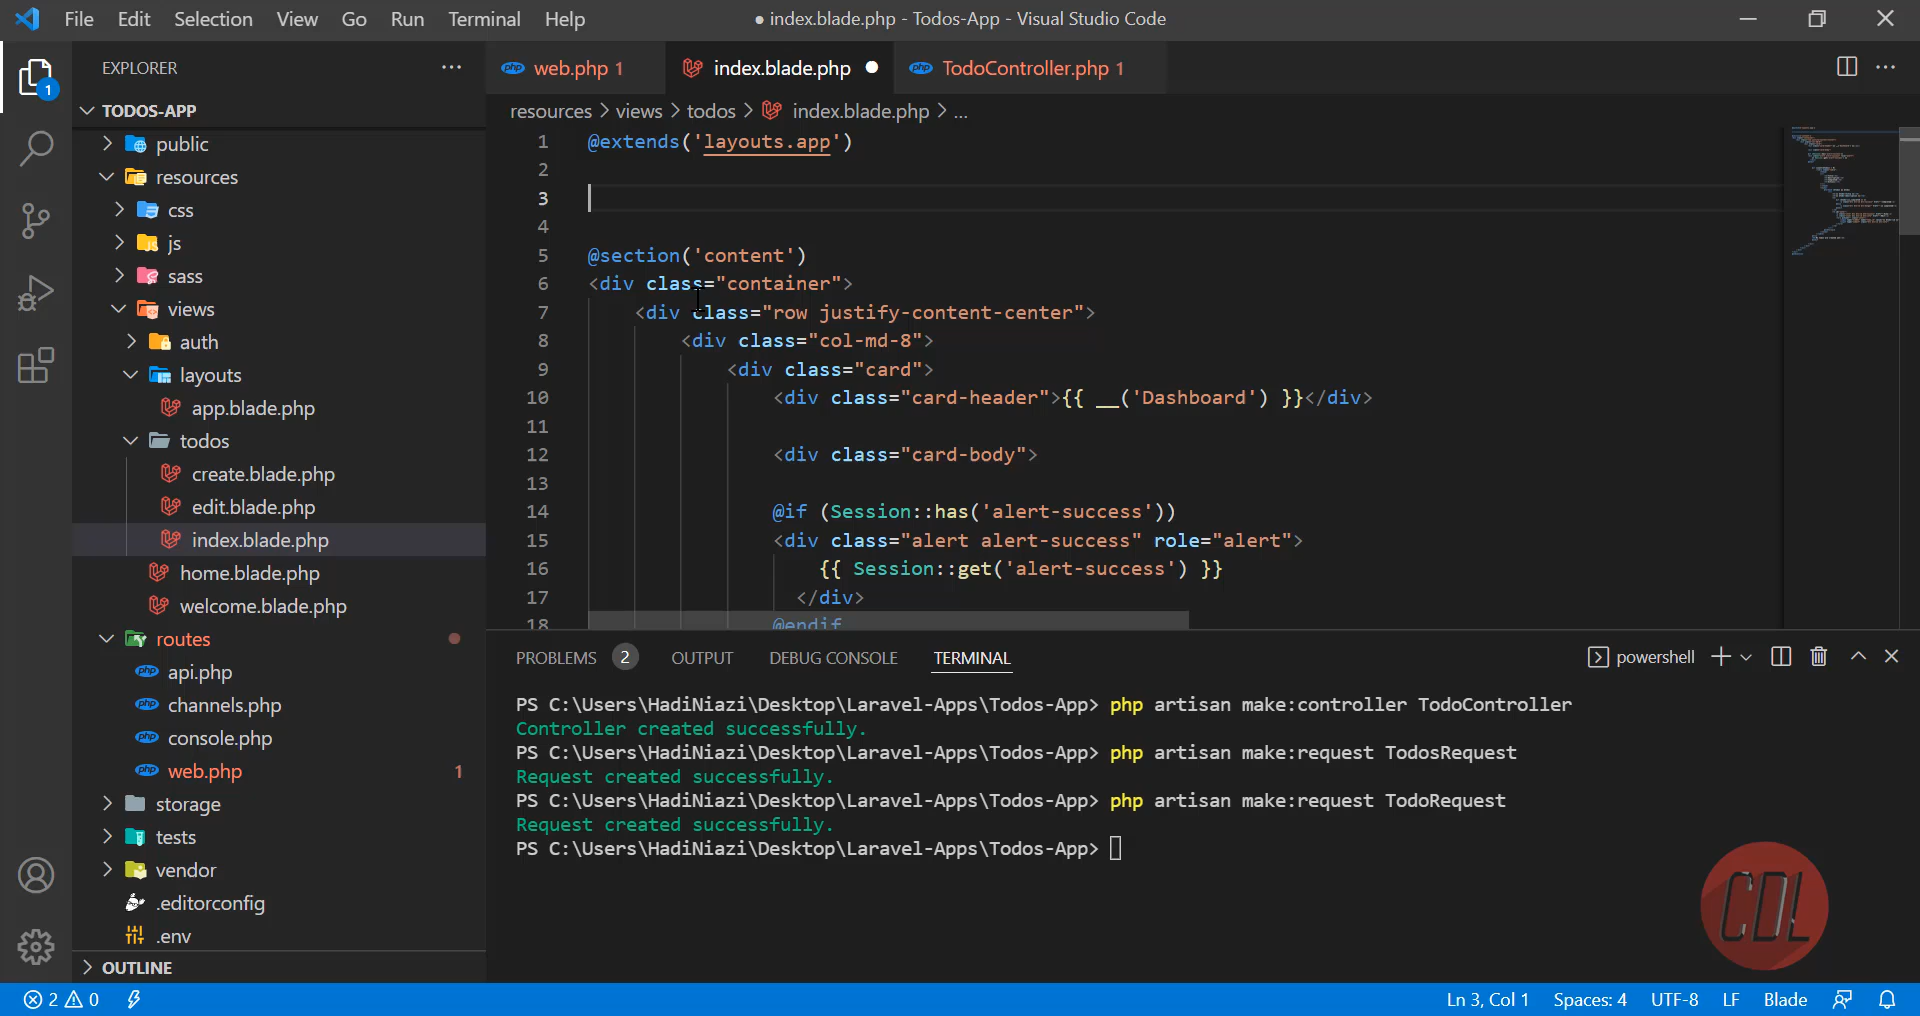 File Edit Selection View Go Run Terminal Help
● index.blade.php - Todos-App - Visual Studio Code
EXPLORER
1
TODOS-APP
public
resources
css
js
sass
views
auth
layouts
app.blade.php
todos
create.blade.php
edit.blade.php
index.blade.php
home.blade.php
welcome.blade.php
routes
api.php
channels.php
console.php
web.php 1
storage
tests
vendor
.editorconfig
.env
OUTLINE
php web.php 1 index.blade.php ● php TodoController.php 1
resources > views > todos > index.blade.php > ...
1 @extends('layouts.app')
2
3
4
5 @section('content')
6 <div class="container">
7 <div class="row justify-content-center">
8 <div class="col-md-8">
9 <div class="card">
10 <div class="card-header">{{ __('Dashboard') }}</div>
11
12 <div class="card-body">
13
14 @if (Session::has('alert-success'))
15 <div class="alert alert-success" role="alert">
16 {{ Session::get('alert-success') }}
17 </div>
18 @endif
PROBLEMS 2 OUTPUT DEBUG CONSOLE TERMINAL powershell
PS C:\Users\HadiNiazi\Desktop\Laravel-Apps\Todos-App> php artisan make:controller TodoController
Controller created successfully.
PS C:\Users\HadiNiazi\Desktop\Laravel-Apps\Todos-App> php artisan make:request TodosRequest
Request created successfully.
PS C:\Users\HadiNiazi\Desktop\Laravel-Apps\Todos-App> php artisan make:request TodoRequest
Request created successfully.
PS C:\Users\HadiNiazi\Desktop\Laravel-Apps\Todos-App>
CDL
2 0 Ln 3, Col 1 Spaces: 4 UTF-8 LF Blade